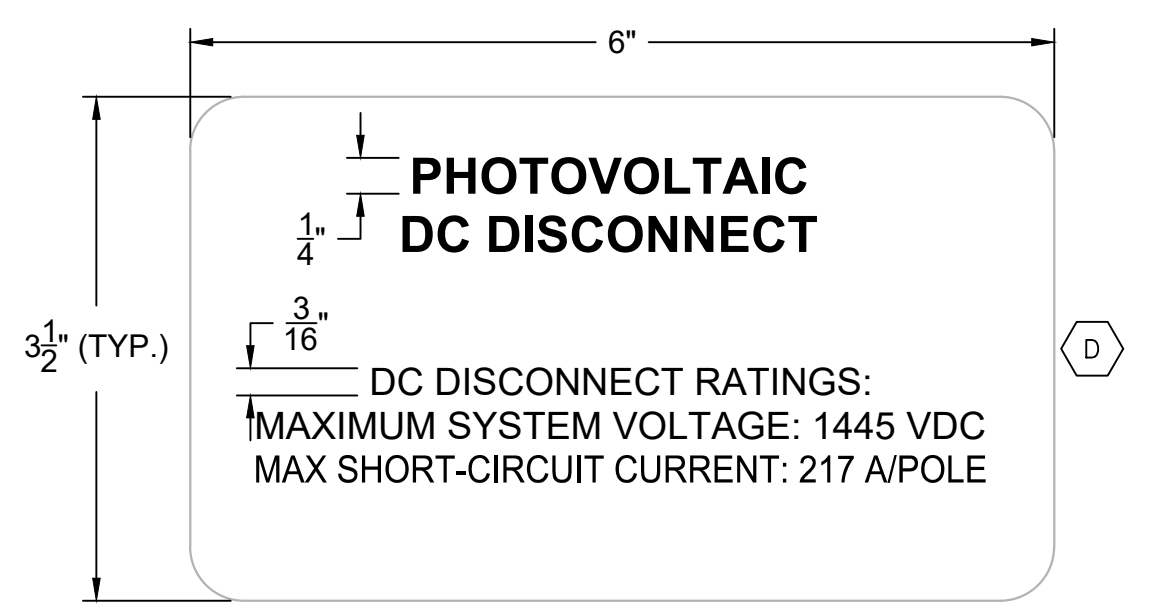 6"
PHOTOVOLTAIC
DC DISCONNECT
1/4"
3/16"
3 1/2" (TYP.)
D
DC DISCONNECT RATINGS:
MAXIMUM SYSTEM VOLTAGE: 1445 VDC
MAX SHORT-CIRCUIT CURRENT: 217 A/POLE